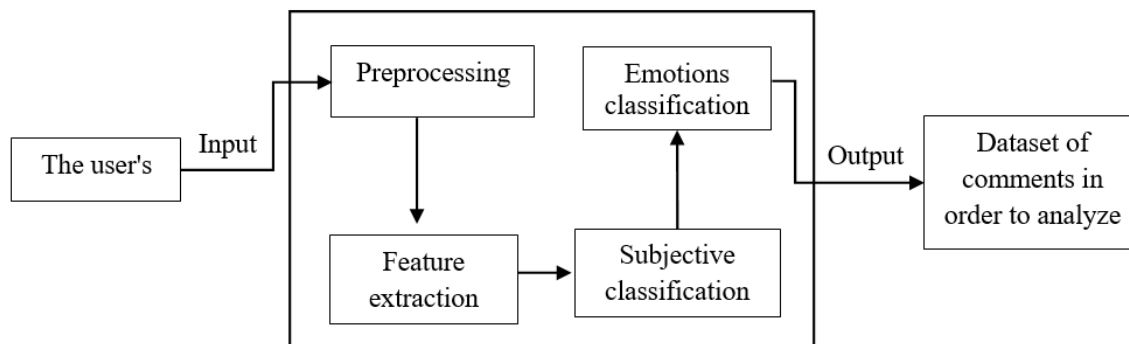 The user's
Input
Preprocessing
Feature
extraction
Subjective
classification
Emotions
classification
Output
Dataset of
comments in
order to analyze